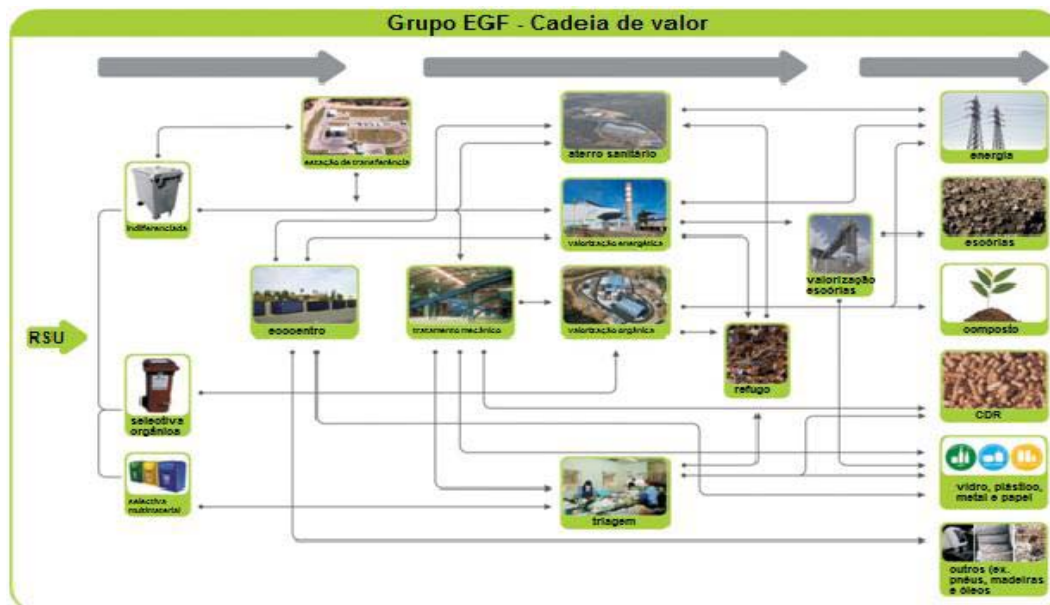 Grupo EGF - Cadeia de valor
estação de transferência
aterro sanitário
energia
indiferenciada
valorização energética
valorização
escórias
escórias
ecocentro
tratamento mecânico
valorização orgânica
composto
RSU
refugo
selectiva
orgânica
CDR
selectiva
multimaterial
triagem
vidro, plástico,
metal e papel
outros (ex.
pnéus, madeiras
e óleos